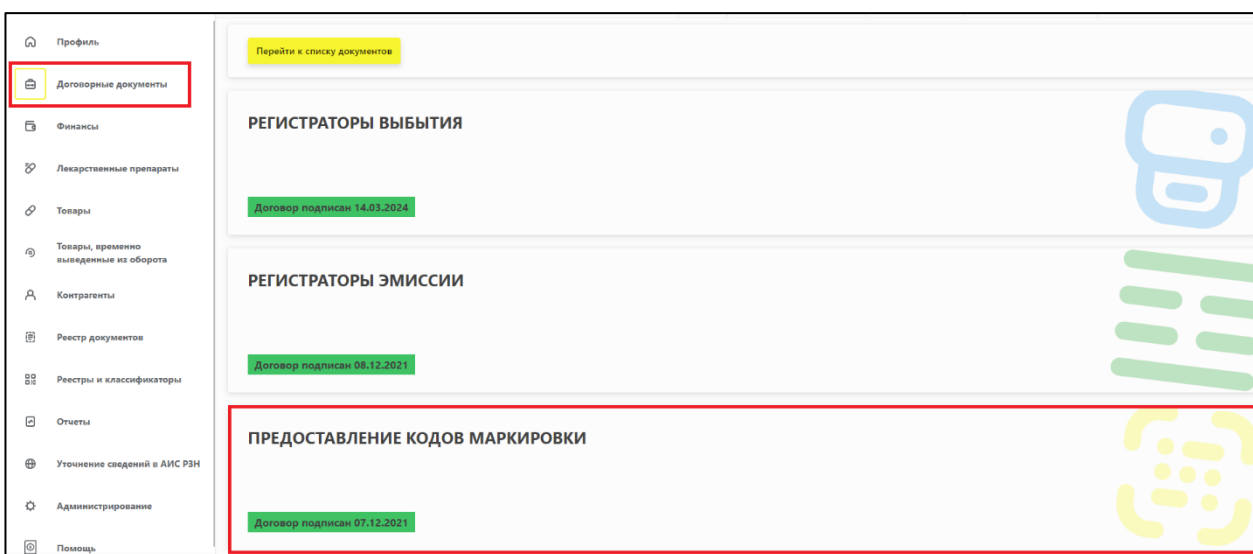 Профиль
Договорные документы
Финансы
Лекарственные препараты
Товары
Товары, временно
выведенные из оборота
Контрагенты
Реестр документов
Реестры и классификаторы
Отчеты
Уточнение сведений в АИС РЗН
Администрирование
Помощь
Перейти к списку документов
РЕГИСТРАТОРЫ ВЫБЫТИЯ
Договор подписан 14.03.2024
РЕГИСТРАТОРЫ ЭМИССИИ
Договор подписан 08.12.2021
ПРЕДОСТАВЛЕНИЕ КОДОВ МАРКИРОВКИ
Договор подписан 07.12.2021